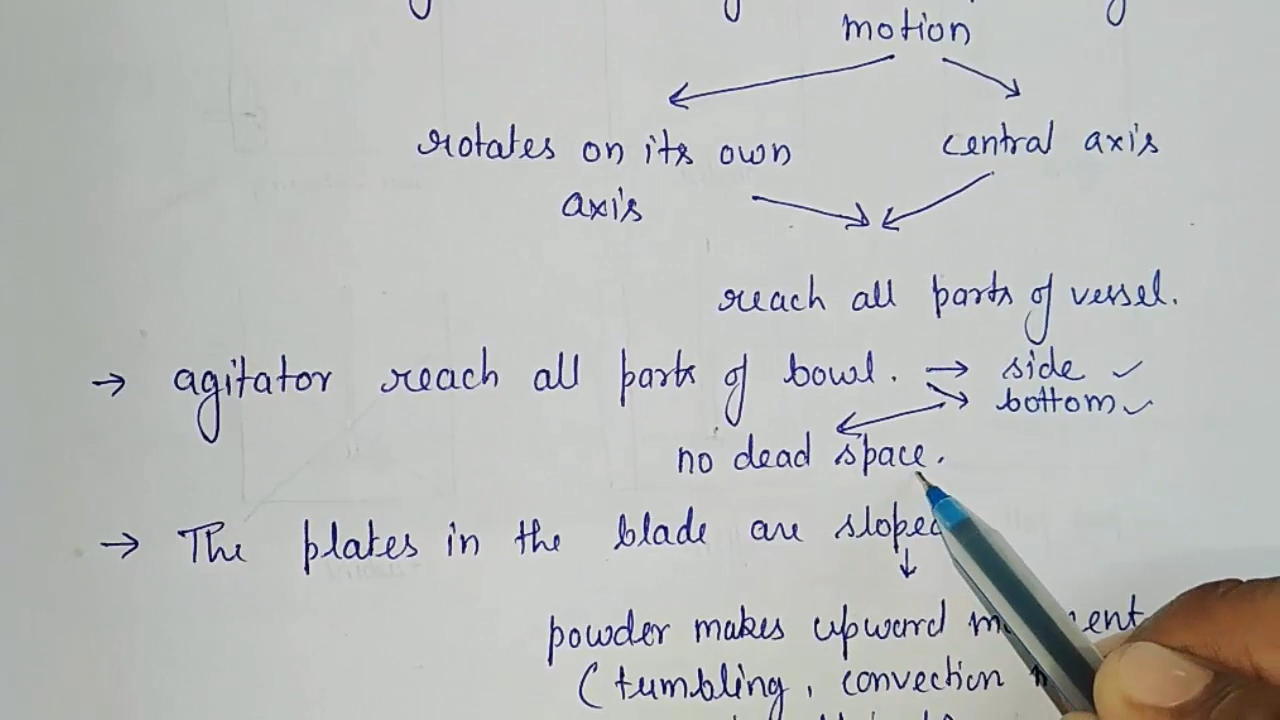 motion
rotates on its own central axis
axis
reach all parts of vessel.
→ agitator reach all parts of bowl. → side ✓
→ bottom ✓
no dead space.
→ The plates in the blade are sloped
↓
powder makes upward
(tumbling, convection